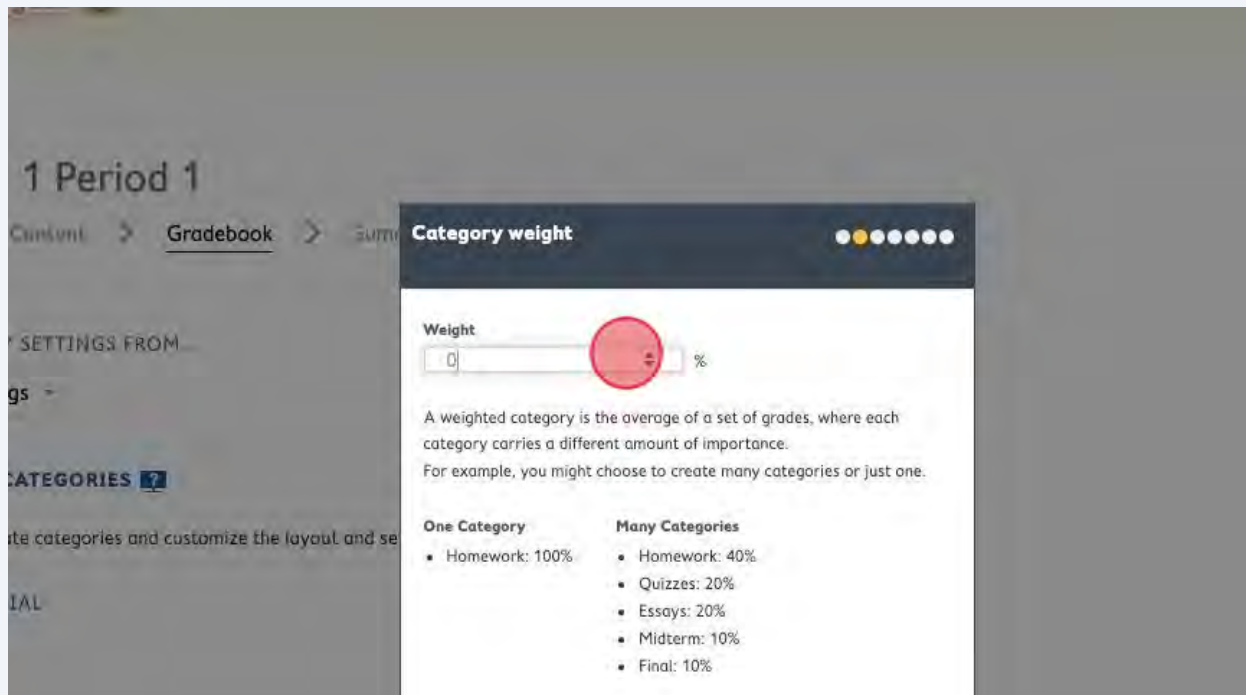 1 Period 1
Content > Gradebook > Summ
Category weight
SETTINGS FROM...
gs
CATEGORIES ?
ate categories and customize the layout and se
IAL
Weight
0 %
A weighted category is the average of a set of grades, where each
category carries a different amount of importance.
For example, you might choose to create many categories or just one.
One Category
• Homework: 100%
Many Categories
• Homework: 40%
• Quizzes: 20%
• Essays: 20%
• Midterm: 10%
• Final: 10%